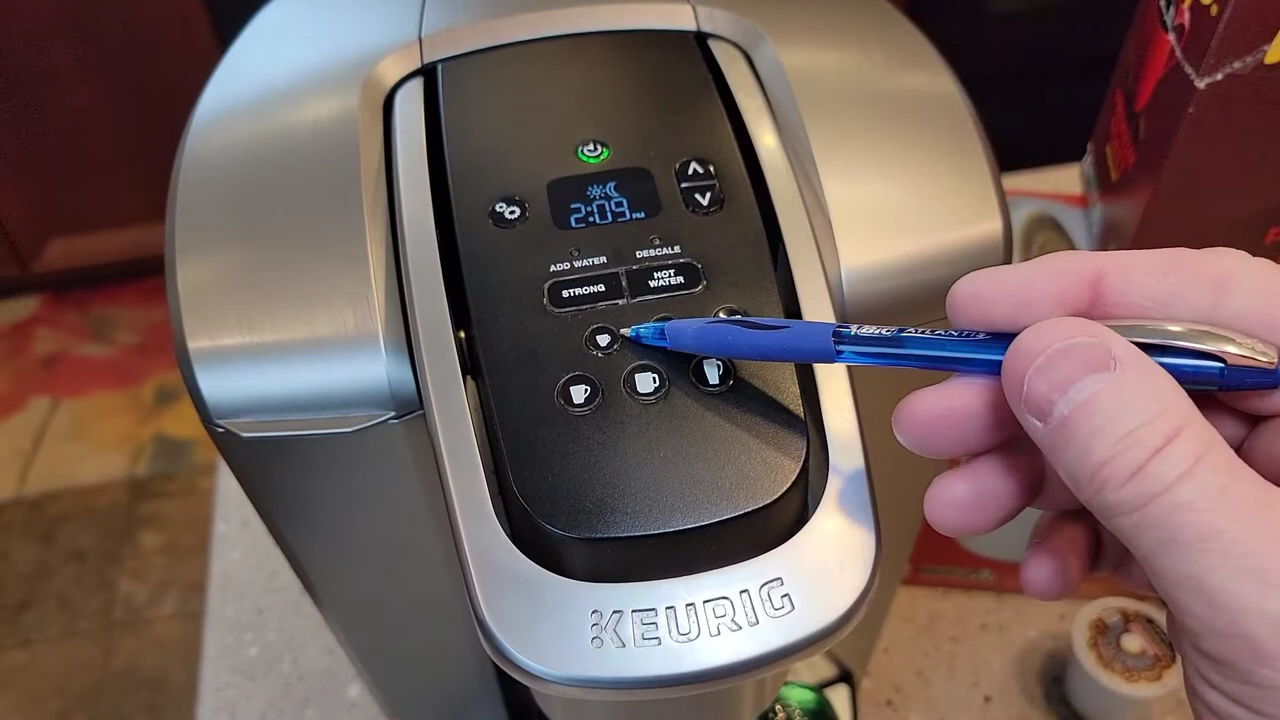 2:09 PM
ADD WATER
DESCALE
STRONG
HOT
WATER
BIC ATLANTIS
KEURIG